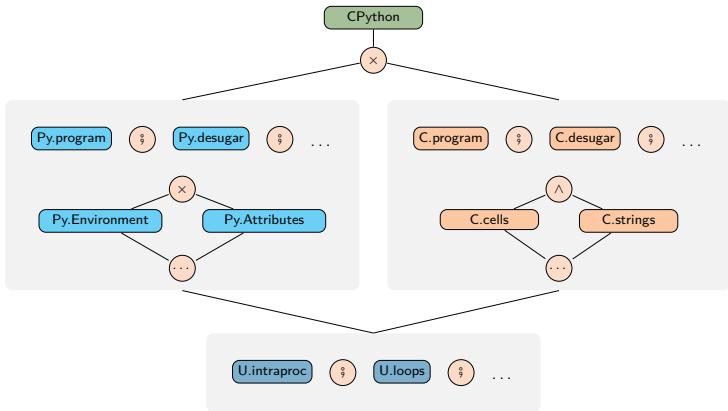 CPython
×
Py.program ⨟ Py.desugar ⨟ ...
C.program ⨟ C.desugar ⨟ ...
×
∧
Py.Environment Py.Attributes
C.cells C.strings
...
...
U.intraproc ⨟ U.loops ⨟ ...